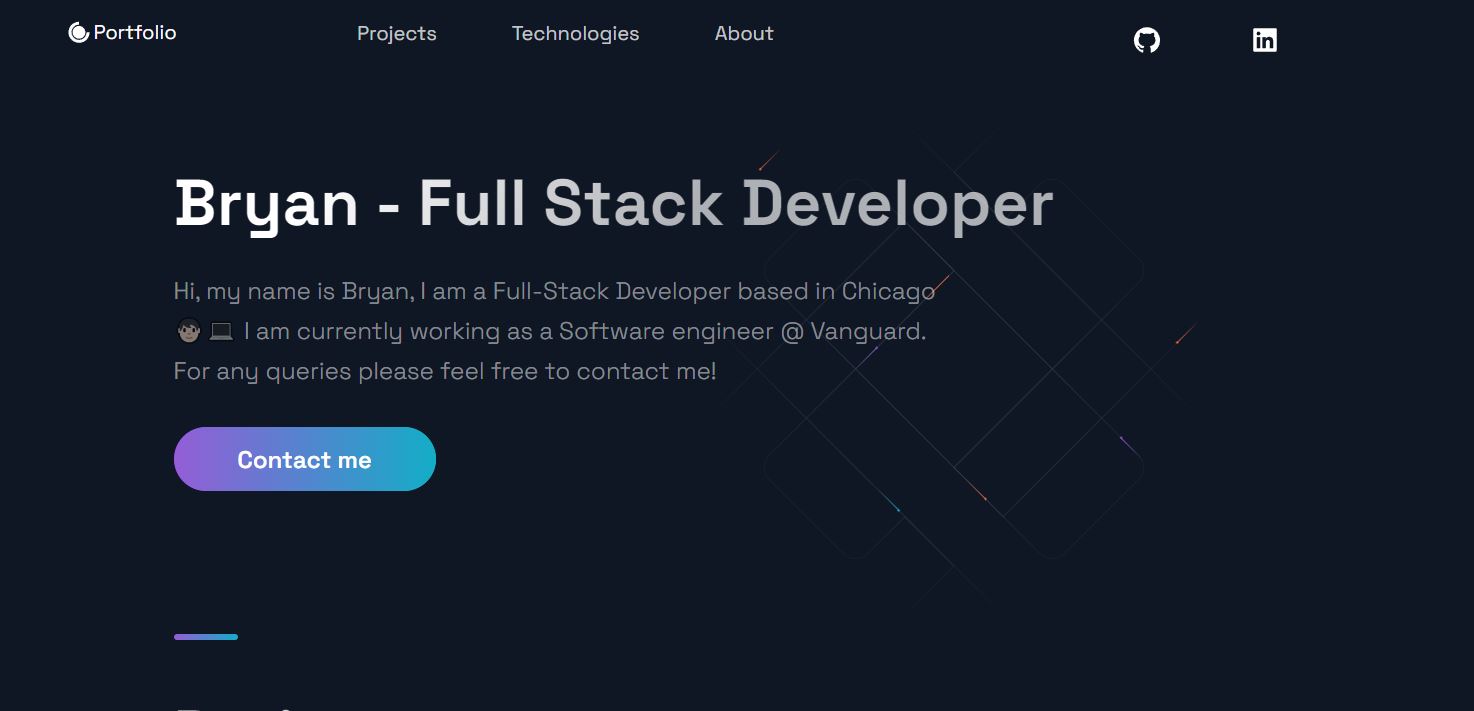 Portfolio
Projects
Technologies
About
in
Bryan - Full Stack Developer
Hi, my name is Bryan, I am a Full-Stack Developer based in Chicago
I am currently working as a Software engineer @ Vanguard.
For any queries please feel free to contact me!
Contact me